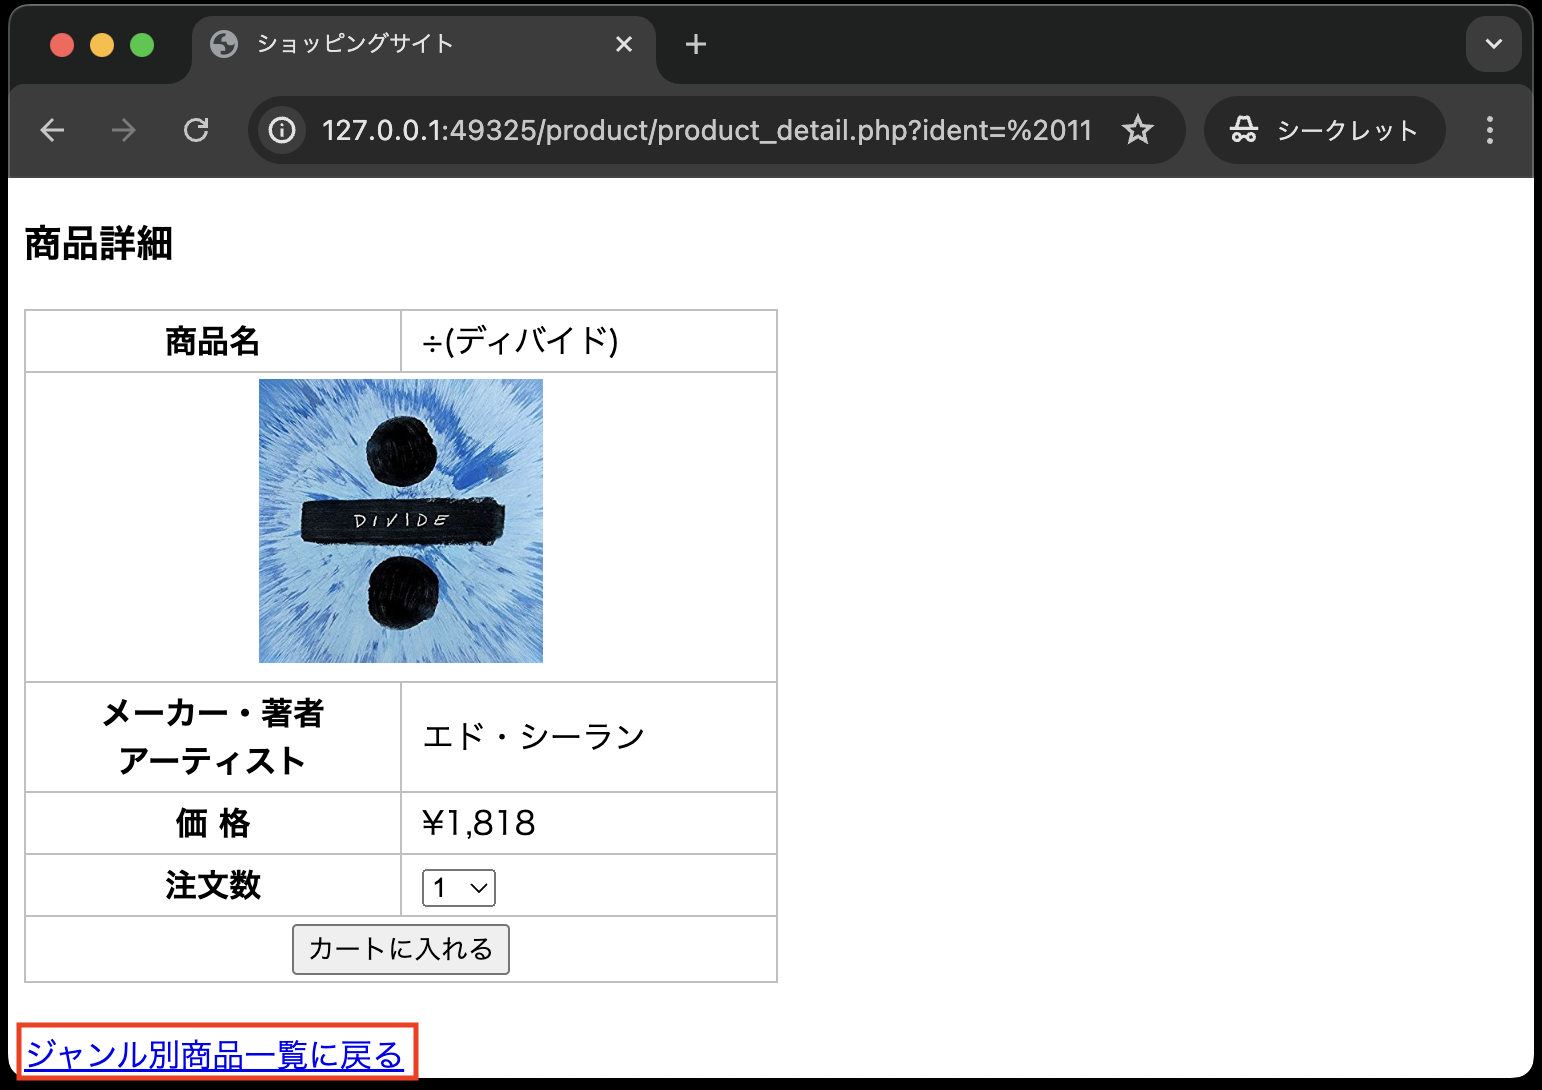 ショッピングサイト
127.0.0.1:49325/product/product_detail.php?ident=%2011
シークレット
商品詳細
商品名 ÷(ディバイド)
DIVIDE
メーカー・著者
アーティスト
エド・シーラン
価 格 ¥1,818
注文数 1
カートに入れる
ジャンル別商品一覧に戻る